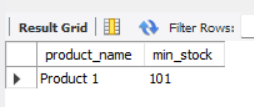 Result Grid Filter Rows:
product_name min_stock
Product 1 101